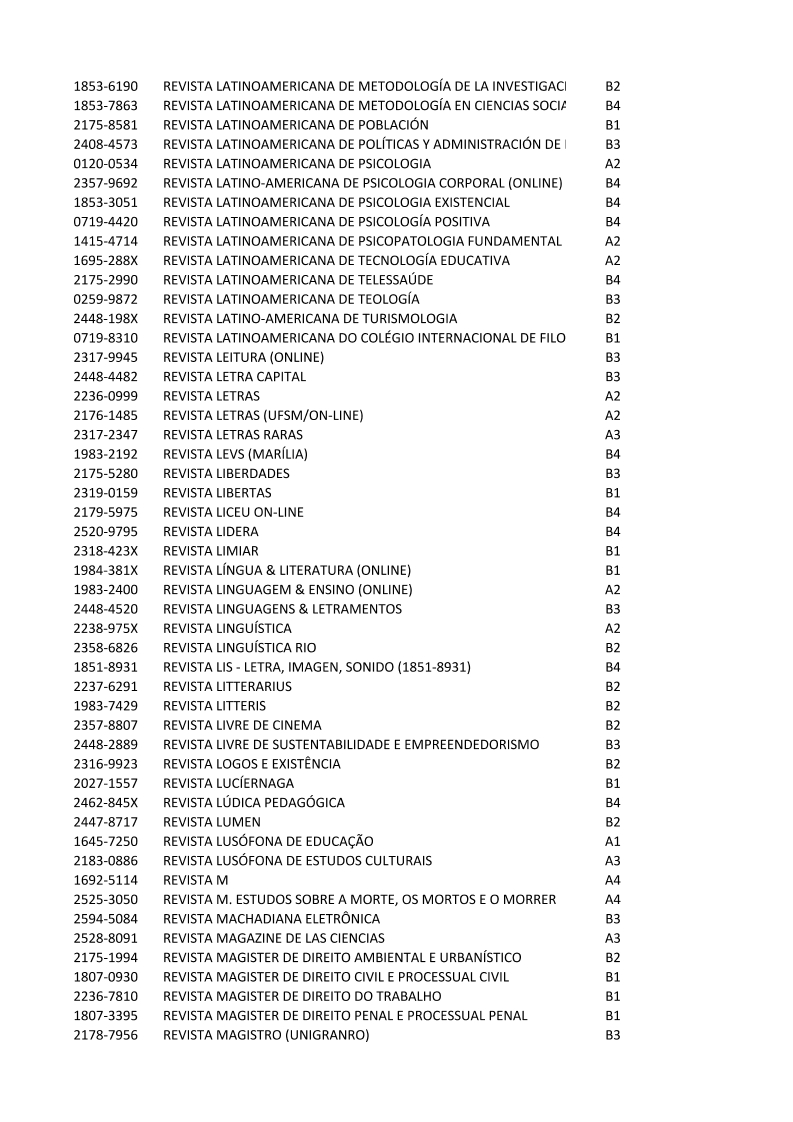 1853-6190 REVISTA LATINOAMERICANA DE METODOLOGÍA DE LA INVESTIGACI B2
1853-7863 REVISTA LATINOAMERICANA DE METODOLOGÍA EN CIENCIAS SOCIA B4
2175-8581 REVISTA LATINOAMERICANA DE POBLACIÓN B1
2408-4573 REVISTA LATINOAMERICANA DE POLÍTICAS Y ADMINISTRACIÓN DE B3
0120-0534 REVISTA LATINOAMERICANA DE PSICOLOGIA A2
2357-9692 REVISTA LATINO-AMERICANA DE PSICOLOGIA CORPORAL (ONLINE) B4
1853-3051 REVISTA LATINOAMERICANA DE PSICOLOGIA EXISTENCIAL B4
0719-4420 REVISTA LATINOAMERICANA DE PSICOLOGÍA POSITIVA B4
1415-4714 REVISTA LATINOAMERICANA DE PSICOPATOLOGIA FUNDAMENTAL A2
1695-288X REVISTA LATINOAMERICANA DE TECNOLOGÍA EDUCATIVA A2
2175-2990 REVISTA LATINOAMERICANA DE TELESSAÚDE B4
0259-9872 REVISTA LATINOAMERICANA DE TEOLOGÍA B3
2448-198X REVISTA LATINO-AMERICANA DE TURISMOLOGIA B2
0719-8310 REVISTA LATINOAMERICANA DO COLÉGIO INTERNACIONAL DE FILO B1
2317-9945 REVISTA LEITURA (ONLINE) B3
2448-4482 REVISTA LETRA CAPITAL B3
2236-0999 REVISTA LETRAS A2
2176-1485 REVISTA LETRAS (UFSM/ON-LINE) A2
2317-2347 REVISTA LETRAS RARAS A3
1983-2192 REVISTA LEVS (MARÍLIA) B4
2175-5280 REVISTA LIBERDADES B3
2319-0159 REVISTA LIBERTAS B1
2179-5975 REVISTA LICEU ON-LINE B4
2520-9795 REVISTA LIDERA B4
2318-423X REVISTA LIMIAR B1
1984-381X REVISTA LÍNGUA & LITERATURA (ONLINE) B1
1983-2400 REVISTA LINGUAGEM & ENSINO (ONLINE) A2
2448-4520 REVISTA LINGUAGENS & LETRAMENTOS B3
2238-975X REVISTA LINGUÍSTICA A2
2358-6826 REVISTA LINGUÍSTICA RIO B2
1851-8931 REVISTA LIS - LETRA, IMAGEN, SONIDO (1851-8931) B4
2237-6291 REVISTA LITTERARIUS B2
1983-7429 REVISTA LITTERIS B2
2357-8807 REVISTA LIVRE DE CINEMA B2
2448-2889 REVISTA LIVRE DE SUSTENTABILIDADE E EMPREENDEDORISMO B3
2316-9923 REVISTA LOGOS E EXISTÊNCIA B2
2027-1557 REVISTA LUCÍERNAGA B1
2462-845X REVISTA LÚDICA PEDAGÓGICA B4
2447-8717 REVISTA LUMEN B2
1645-7250 REVISTA LUSÓFONA DE EDUCAÇÃO A1
2183-0886 REVISTA LUSÓFONA DE ESTUDOS CULTURAIS A3
1692-5114 REVISTA M A4
2525-3050 REVISTA M. ESTUDOS SOBRE A MORTE, OS MORTOS E O MORRER A4
2594-5084 REVISTA MACHADIANA ELETRÔNICA B3
2528-8091 REVISTA MAGAZINE DE LAS CIENCIAS A3
2175-1994 REVISTA MAGISTER DE DIREITO AMBIENTAL E URBANÍSTICO B2
1807-0930 REVISTA MAGISTER DE DIREITO CIVIL E PROCESSUAL CIVIL B1
2236-7810 REVISTA MAGISTER DE DIREITO DO TRABALHO B1
1807-3395 REVISTA MAGISTER DE DIREITO PENAL E PROCESSUAL PENAL B1
2178-7956 REVISTA MAGISTRO (UNIGRANRO) B3